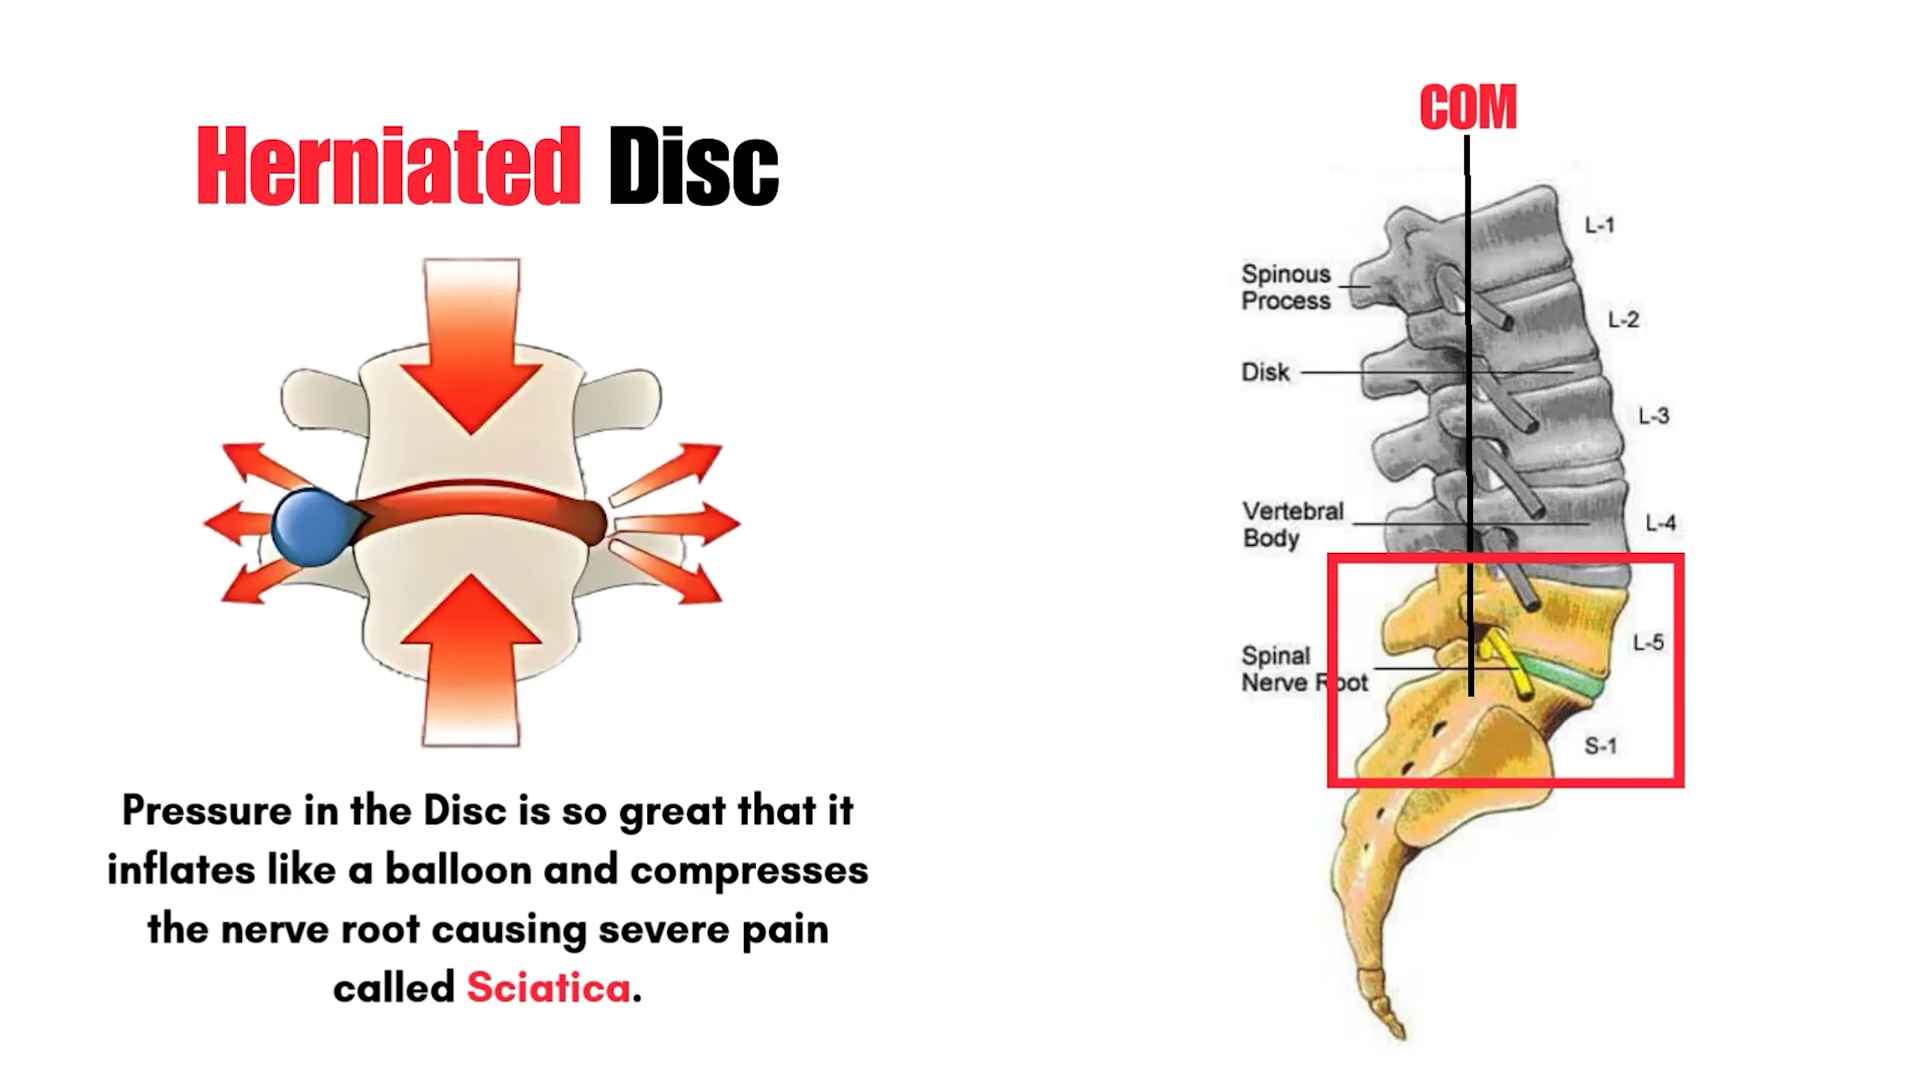 Herniated Disc
Pressure in the Disc is so great that it
inflates like a balloon and compresses
the nerve root causing severe pain
called Sciatica.
COM
L-1
Spinous
Process
L-2
Disk
L-3
Vertebral
Body
L-4
L-5
Spinal
Nerve Root
S-1